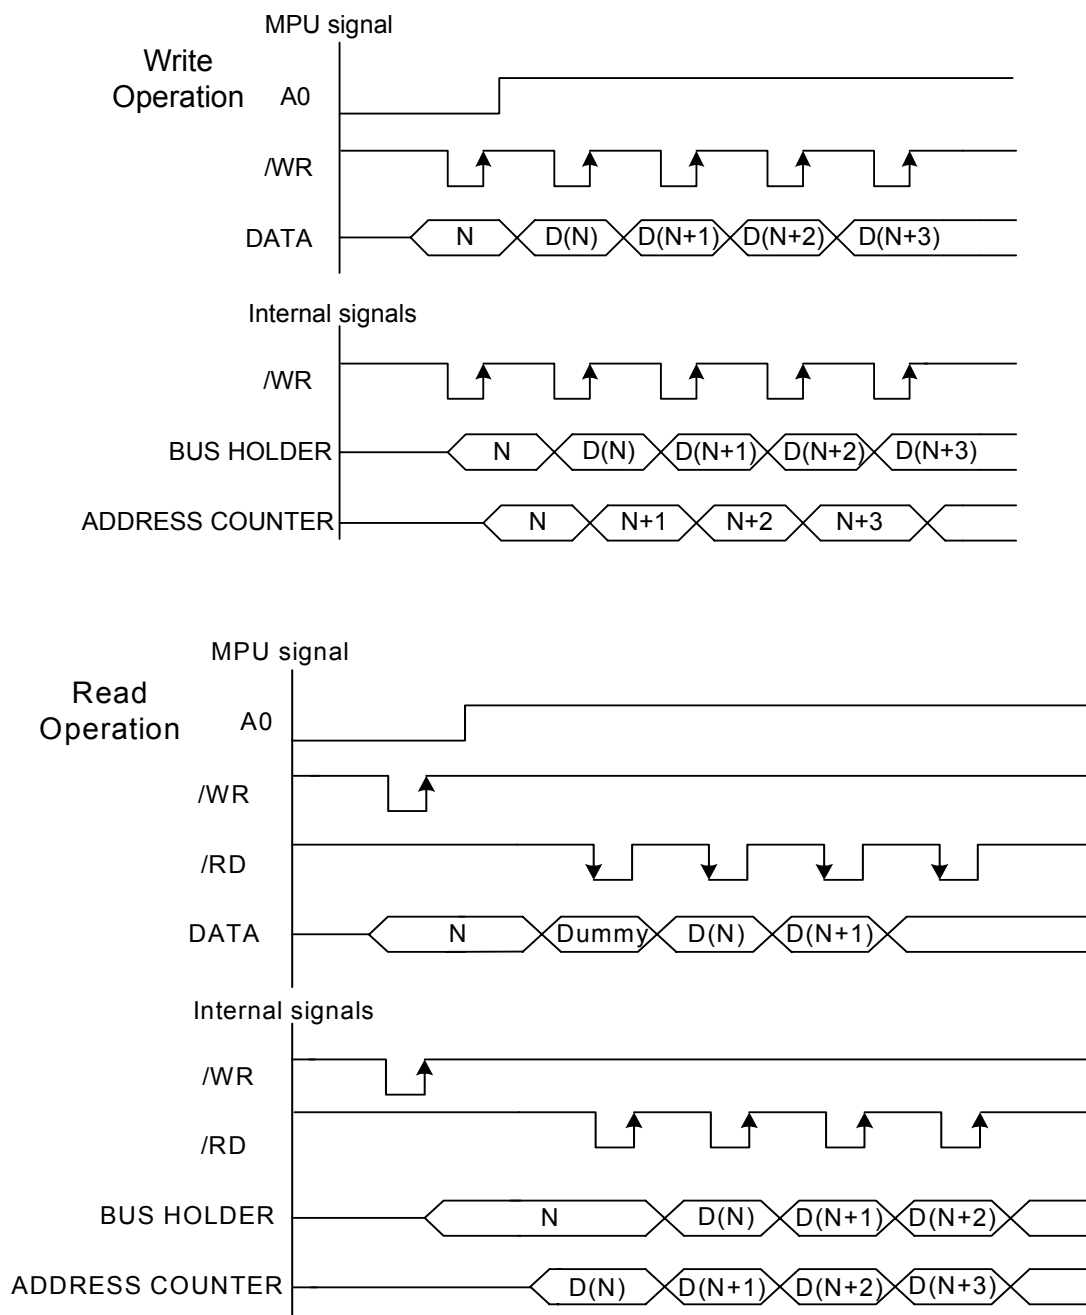 MPU signal
Write
Operation
A0
/WR
DATA
N D(N) D(N+1) D(N+2) D(N+3)
Internal signals
/WR
BUS HOLDER
N D(N) D(N+1) D(N+2) D(N+3)
ADDRESS COUNTER
N N+1 N+2 N+3
MPU signal
Read
Operation
A0
/WR
/RD
DATA
N Dummy D(N) D(N+1)
Internal signals
/WR
/RD
BUS HOLDER
N D(N) D(N+1) D(N+2)
ADDRESS COUNTER
D(N) D(N+1) D(N+2) D(N+3)